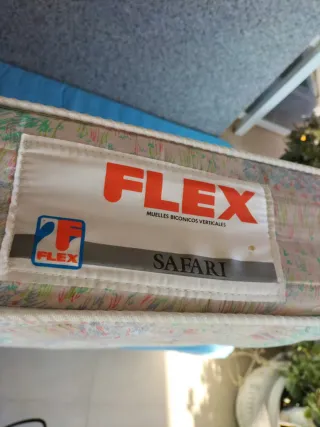 FLEX
MUELLES BICONICOS VERTICALES
FLEX
SAFARI